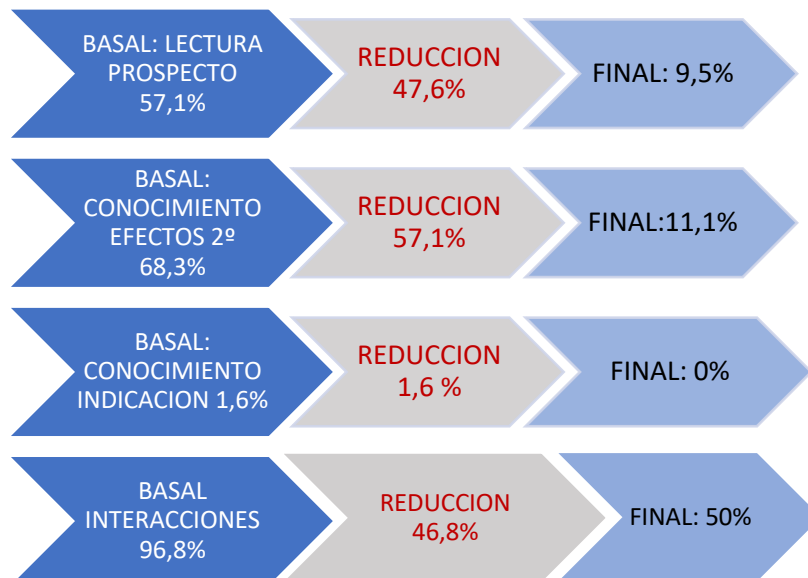 BASAL: LECTURA
PROSPECTO
57,1%
REDUCCION
47,6%
FINAL: 9,5%
BASAL:
CONOCIMIENTO
EFECTOS 2º
68,3%
REDUCCION
57,1%
FINAL:11,1%
BASAL:
CONOCIMIENTO
INDICACION 1,6%
REDUCCION
1,6 %
FINAL: 0%
BASAL
INTERACCIONES
96,8%
REDUCCION
46,8%
FINAL: 50%